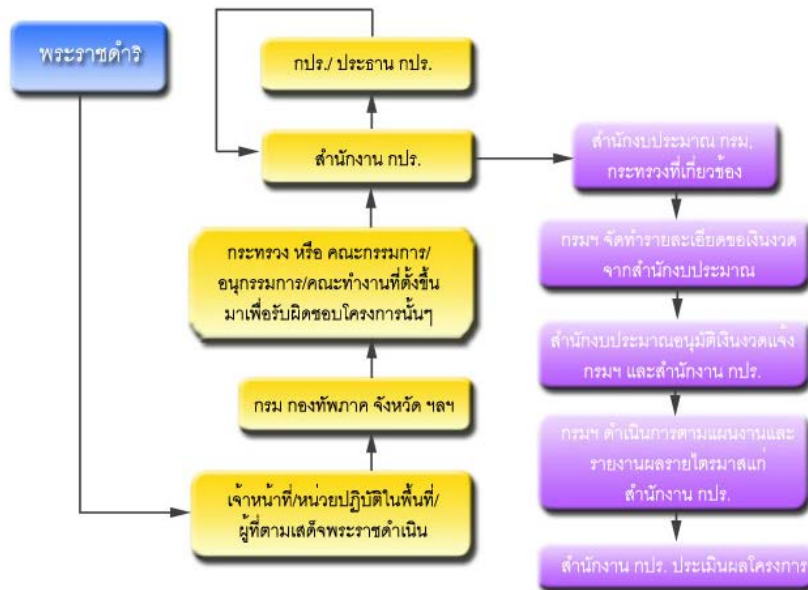 พระราชดำริ
กปร./ ประธาน กปร.
สำนักงาน กปร.
กระทรวง หรือ คณะกรรมการ/
อนุกรรมการ/คณะทำงานที่ตั้งขึ้น
มาเพื่อรับผิดชอบโครงการนั้นๆ
กรม กองทัพภาค จังหวัด ฯลฯ
เจ้าหน้าที่/หน่วยปฏิบัติในพื้นที่/
ผู้ที่ตามเสด็จพระราชดำเนิน
สำนักงบประมาณ กรม,
กระทรวงที่เกี่ยวข้อง
กรมฯ จัดทำรายละเอียดขอเงินงวด
จากสำนักงบประมาณ
สำนักงบประมาณอนุมัติเงินงวดแจ้ง
กรมฯ และสำนักงาน กปร.
กรมฯ ดำเนินการตามแผนงานและ
รายงานผลรายไตรมาสแก่
สำนักงาน กปร.
สำนักงาน กปร. ประเมินผลโครงการ